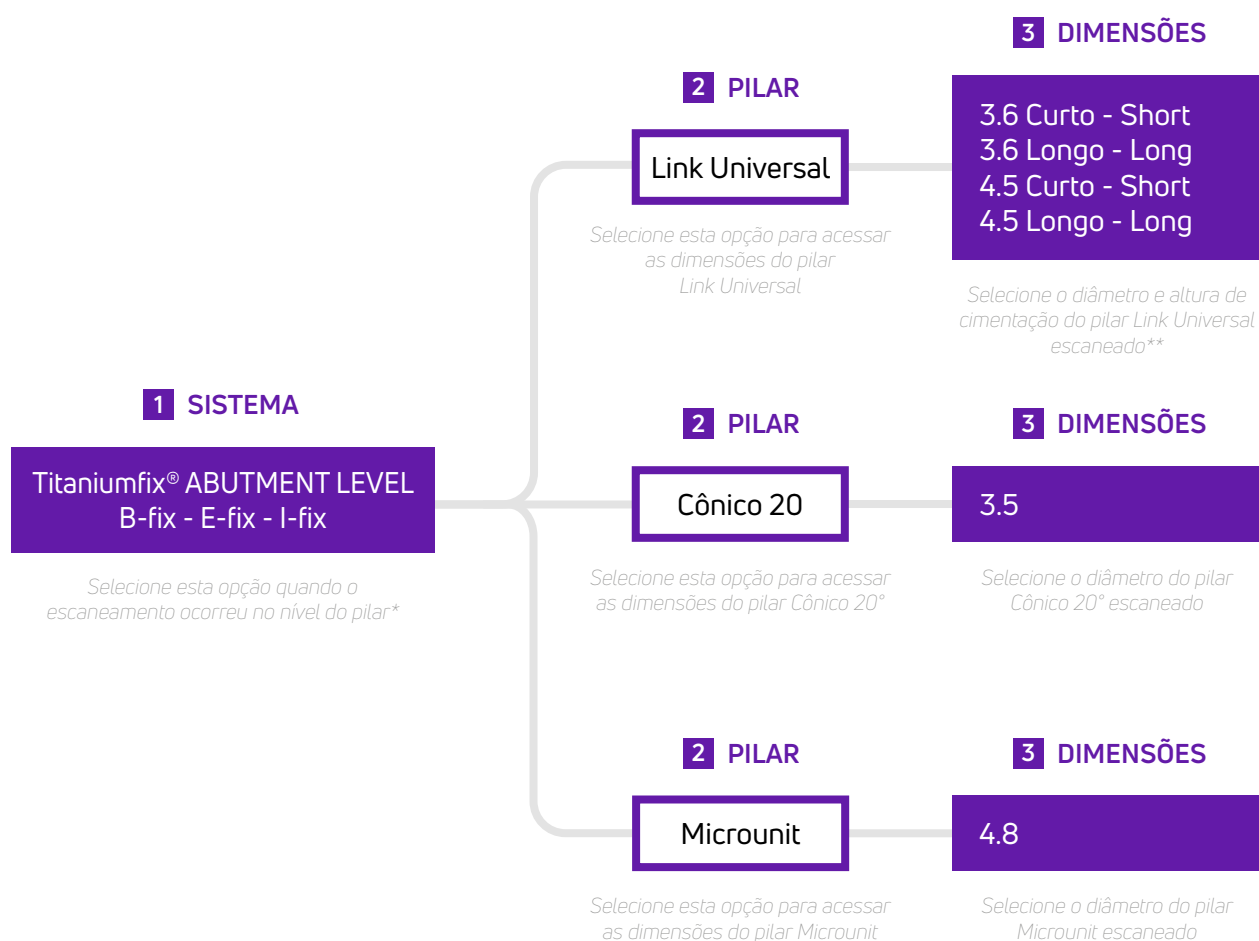 3 DIMENSÕES
2 PILAR
Link Universal
3.6 Curto - Short
3.6 Longo - Long
4.5 Curto - Short
4.5 Longo - Long
Selecione esta opção para acessar
as dimensões do pilar
Link Universal
Selecione o diâmetro e altura de
cimentação do pilar Link Universal
escaneado**
1 SISTEMA
Titaniumfix® ABUTMENT LEVEL
B-fix - E-fix - I-fix
Selecione esta opção quando o
escaneamento ocorreu no nível do pilar*
2 PILAR
3 DIMENSÕES
Cônico 20
3.5
Selecione esta opção para acessar
as dimensões do pilar Cônico 20°
Selecione o diâmetro do pilar
Cônico 20° escaneado
2 PILAR
3 DIMENSÕES
Microunit
4.8
Selecione esta opção para acessar
as dimensões do pilar Microunit
Selecione o diâmetro do pilar
Microunit escaneado